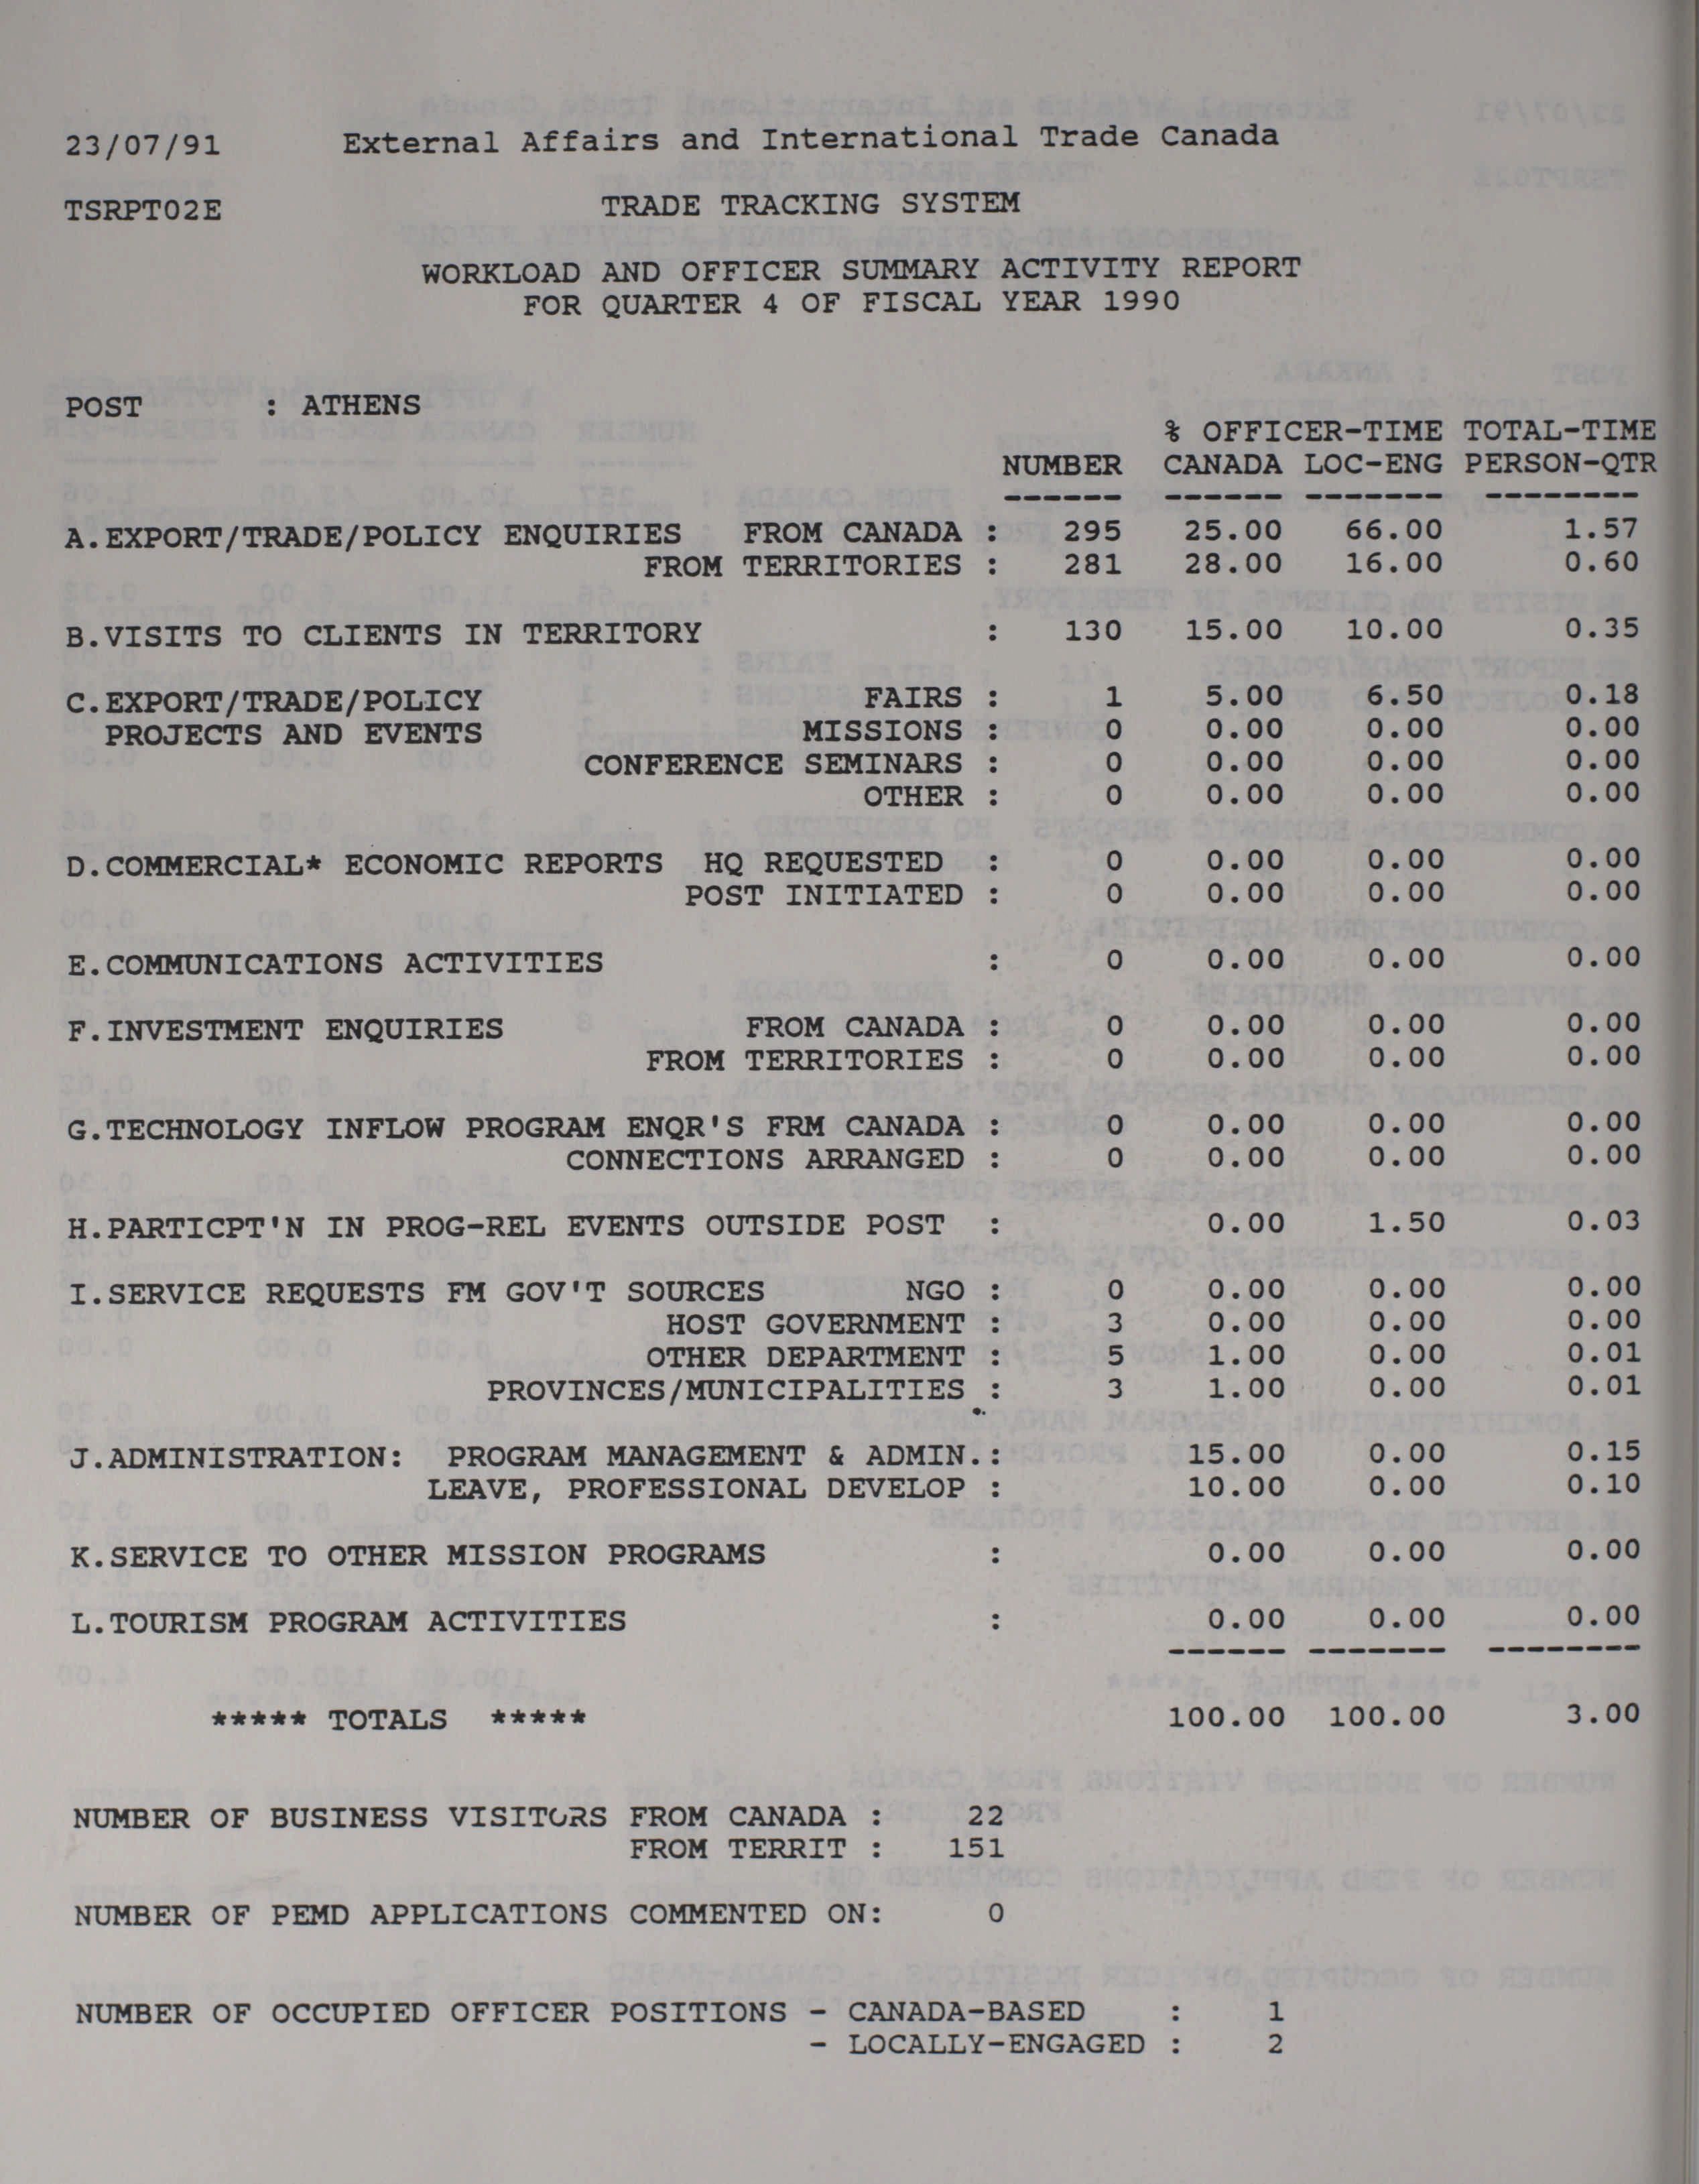 23/07/91 External Affairs and International Trade Canada
TSRPT02E TRADE TRACKING SYSTEM
WORKLOAD AND OFFICER SUMMARY ACTIVITY REPORT
FOR QUARTER 4 OF FISCAL YEAR 1990
POST : ATHENS
% OFFICER-TIME TOTAL-TIME
NUMBER CANADA LOC-ENG PERSON-QTR
------ ------ ------- --------
A.EXPORT/TRADE/POLICY ENQUIRIES FROM CANADA : 295 25.00 66.00 1.57
FROM TERRITORIES : 281 28.00 16.00 0.60
B.VISITS TO CLIENTS IN TERRITORY : 130 15.00 10.00 0.35
C.EXPORT/TRADE/POLICY FAIRS : 1 5.00 6.50 0.18
PROJECTS AND EVENTS MISSIONS : 0 0.00 0.00 0.00
CONFERENCE SEMINARS : 0 0.00 0.00 0.00
OTHER : 0 0.00 0.00 0.00
D.COMMERCIAL* ECONOMIC REPORTS HQ REQUESTED : 0 0.00 0.00 0.00
POST INITIATED : 0 0.00 0.00 0.00
E.COMMUNICATIONS ACTIVITIES : 0 0.00 0.00 0.00
F.INVESTMENT ENQUIRIES FROM CANADA : 0 0.00 0.00 0.00
FROM TERRITORIES : 0 0.00 0.00 0.00
G.TECHNOLOGY INFLOW PROGRAM ENQR'S FRM CANADA : 0 0.00 0.00 0.00
CONNECTIONS ARRANGED : 0 0.00 0.00 0.00
H.PARTICPT'N IN PROG-REL EVENTS OUTSIDE POST : 0.00 1.50 0.03
I.SERVICE REQUESTS FM GOV'T SOURCES NGO : 0 0.00 0.00 0.00
HOST GOVERNMENT : 3 0.00 0.00 0.00
OTHER DEPARTMENT : 5 1.00 0.00 0.01
PROVINCES/MUNICIPALITIES : 3 1.00 0.00 0.01
J.ADMINISTRATION: PROGRAM MANAGEMENT & ADMIN.: 15.00 0.00 0.15
LEAVE, PROFESSIONAL DEVELOP : 10.00 0.00 0.10
K.SERVICE TO OTHER MISSION PROGRAMS : 0.00 0.00 0.00
L.TOURISM PROGRAM ACTIVITIES : 0.00 0.00 0.00
------ ------- --------
***** TOTALS ***** 100.00 100.00 3.00
NUMBER OF BUSINESS VISITORS FROM CANADA : 22
FROM TERRIT : 151
NUMBER OF PEMD APPLICATIONS COMMENTED ON: 0
NUMBER OF OCCUPIED OFFICER POSITIONS - CANADA-BASED : 1
- LOCALLY-ENGAGED : 2